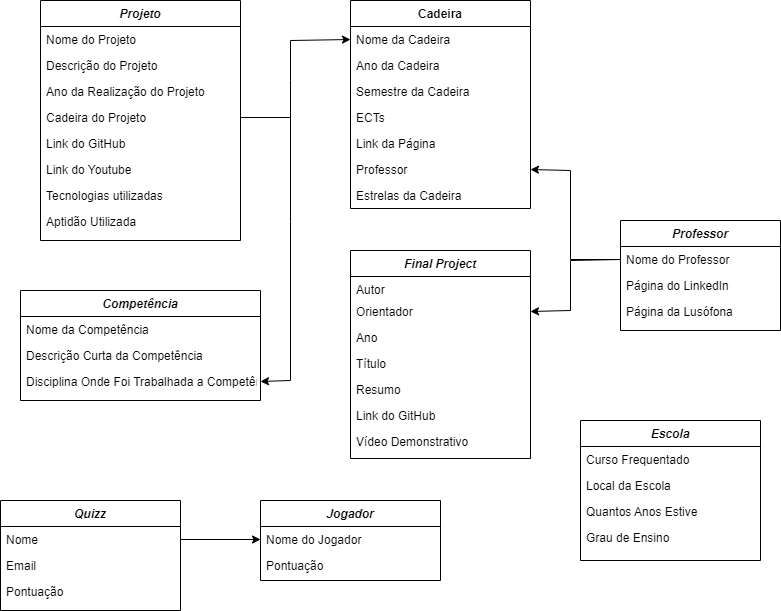 Projeto
Nome do Projeto
Descrição do Projeto
Ano da Realização do Projeto
Cadeira do Projeto
Link do GitHub
Link do Youtube
Tecnologias utilizadas
Aptidão Utilizada
Cadeira
Nome da Cadeira
Ano da Cadeira
Semestre da Cadeira
ECTs
Link da Página
Professor
Estrelas da Cadeira
Professor
Nome do Professor
Página do LinkedIn
Página da Lusófona
Final Project
Autor
Orientador
Ano
Título
Resumo
Link do GitHub
Vídeo Demonstrativo
Competência
Nome da Competência
Descrição Curta da Competência
Disciplina Onde Foi Trabalhada a Competê
Escola
Curso Frequentado
Local da Escola
Quantos Anos Estive
Grau de Ensino
Quizz
Nome
Email
Pontuação
Jogador
Nome do Jogador
Pontuação